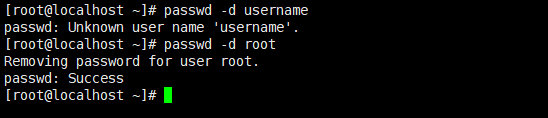 [root@localhost ~]# passwd -d username
passwd: Unknown user name 'username'.
[root@localhost ~]# passwd -d root
Removing password for user root.
passwd: Success
[root@localhost ~]#